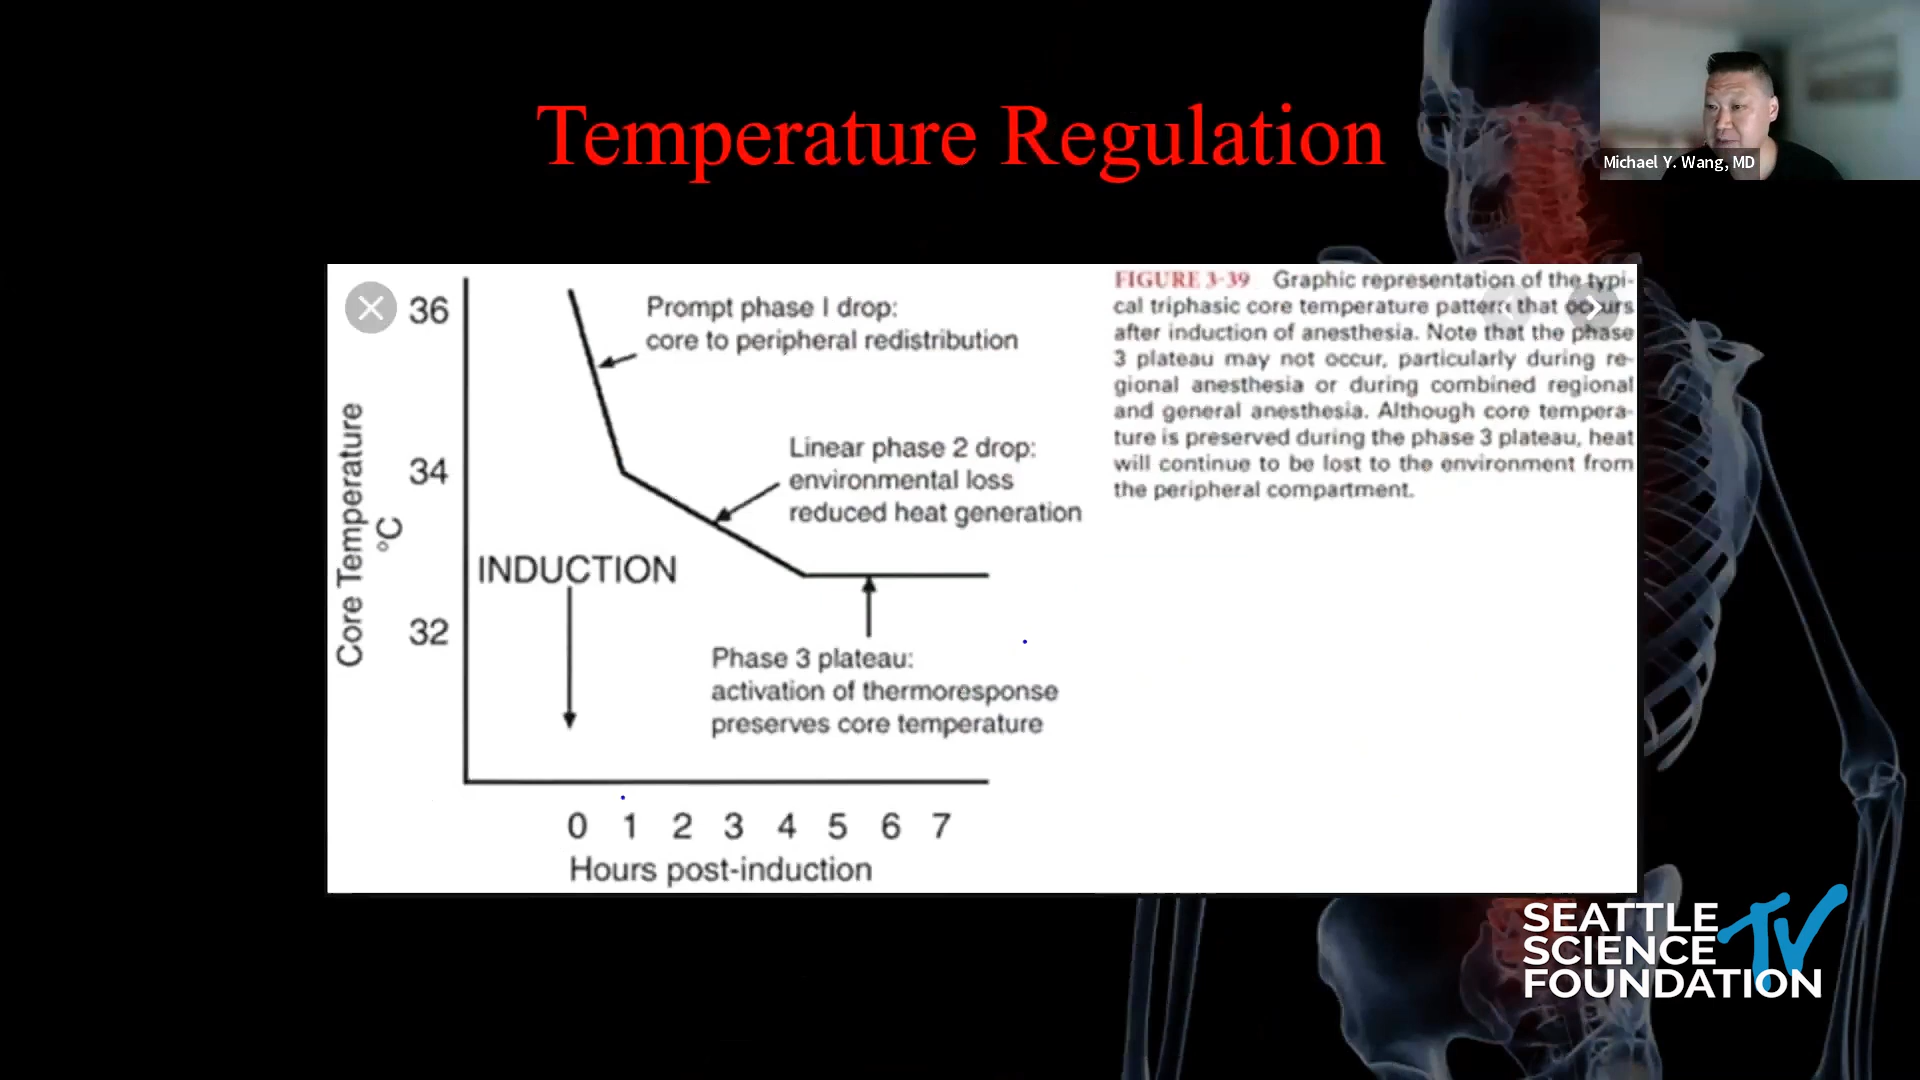 Temperature Regulation
Michael Y. Wang, MD
36
34
32
Core Temperature
°C
Prompt phase I drop:
core to peripheral redistribution
Linear phase 2 drop:
environmental loss
reduced heat generation
INDUCTION
Phase 3 plateau:
activation of thermoresponse
preserves core temperature
0 1 2 3 4 5 6 7
Hours post-induction
FIGURE 3-39 Graphic representation of the typi-
cal triphasic core temperature pattern that occurs
after induction of anesthesia. Note that the phase
3 plateau may not occur, particularly during re-
gional anesthesia or during combined regional
and general anesthesia. Although core tempera-
ture is preserved during the phase 3 plateau, heat
will continue to be lost to the environment from
the peripheral compartment.
SEATTLE
SCIENCE
FOUNDATION
TV